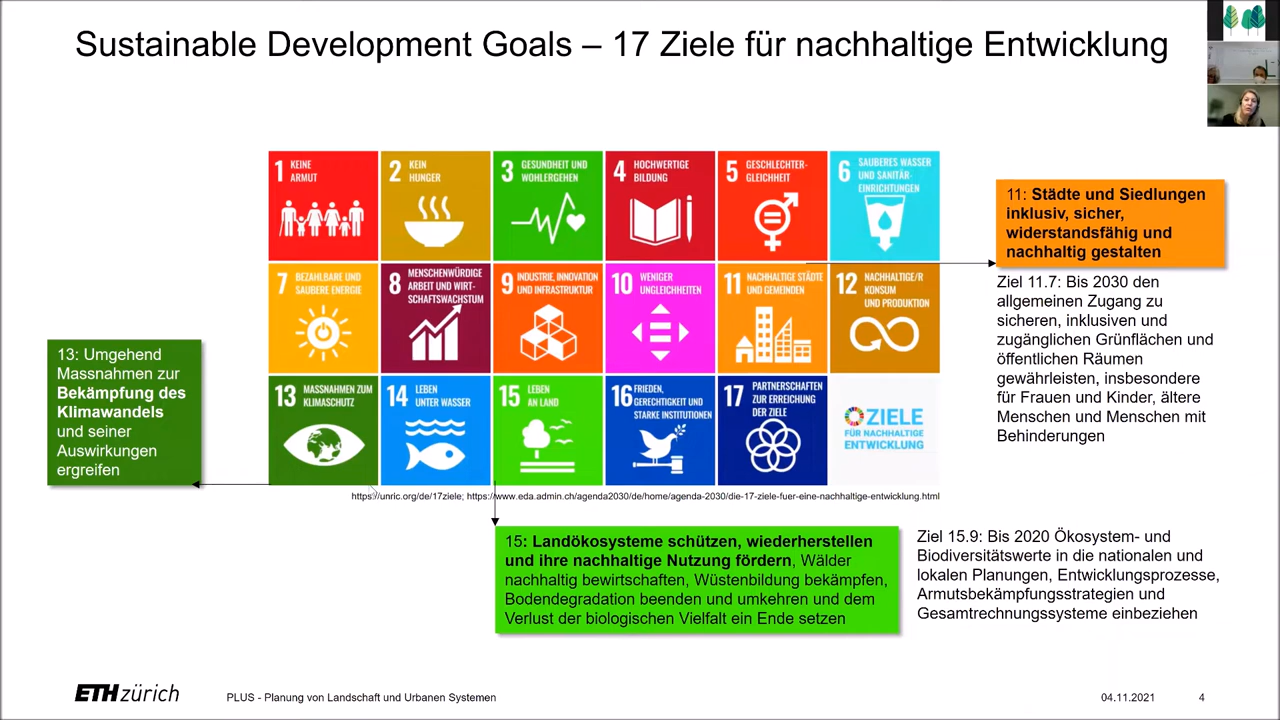 Sustainable Development Goals – 17 Ziele für nachhaltige Entwicklung
1 KEINE
ARMUT
2 KEIN
HUNGER
3 GESUNDHEIT UND
WOHLERGEHEN
4 HOCHWERTIGE
BILDUNG
5 GESCHLECHTER-
GLEICHHEIT
6 SAUBERES WASSER
UND SANITÄR-
EINRICHTUNGEN
7 BEZAHLBARE UND
SAUBERE ENERGIE
8 MENSCHENWÜRDIGE
ARBEIT UND WIRT-
SCHAFTSWACHSTUM
9 INDUSTRIE, INNOVATION
UND INFRASTRUKTUR
10 WENIGER
UNGLEICHHEITEN
11 NACHHALTIGE STÄDTE
UND GEMEINDEN
12 NACHHALTIGE/R
KONSUM
UND PRODUKTION
13 MASSNAHMEN ZUM
KLIMASCHUTZ
14 LEBEN
UNTER WASSER
15 LEBEN
AN LAND
16 FRIEDEN,
GERECHTIGKEIT UND
STARKE INSTITUTIONEN
17 PARTNERSCHAFTEN
ZUR ERREICHUNG
DER ZIELE
ZIELE
FÜR NACHHALTIGE
ENTWICKLUNG
11: Städte und Siedlungen
inklusiv, sicher,
widerstandsfähig und
nachhaltig gestalten
Ziel 11.7: Bis 2030 den
allgemeinen Zugang zu
sicheren, inklusiven und
zugänglichen Grünflächen und
öffentlichen Räumen
gewährleisten, insbesondere
für Frauen und Kinder, ältere
Menschen und Menschen mit
Behinderungen
13: Umgehend
Massnahmen zur
Bekämpfung des
Klimawandels
und seiner
Auswirkungen
ergreifen
https://unric.org/de/17ziele; https://www.eda.admin.ch/agenda2030/de/home/agenda-2030/die-17-ziele-fuer-eine-nachhaltige-entwicklung.html
15: Landökosysteme schützen, wiederherstellen
und ihre nachhaltige Nutzung fördern, Wälder
nachhaltig bewirtschaften, Wüstenbildung bekämpfen,
Bodendegradation beenden und umkehren und dem
Verlust der biologischen Vielfalt ein Ende setzen
Ziel 15.9: Bis 2020 Ökosystem- und
Biodiversitätswerte in die nationalen und
lokalen Planungen, Entwicklungsprozesse,
Armutsbekämpfungsstrategien und
Gesamtrechnungssysteme einbeziehen
ETH zürich
PLUS - Planung von Landschaft und Urbanen Systemen
04.11.2021
4